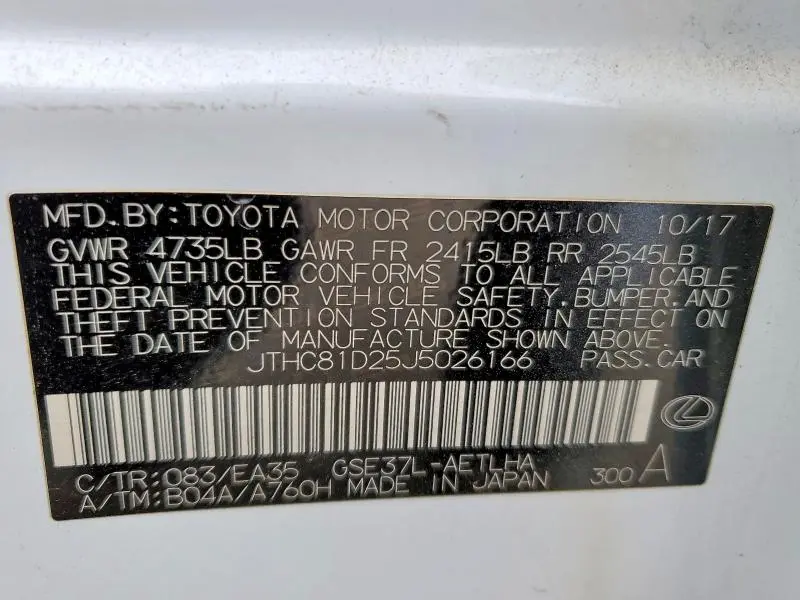 MFD.BY:TOYOTA MOTOR CORPORATION 10/17
GVWR 4735LB GAWR FR 2415LB RR 2545LB
THIS VEHICLE CONFORMS TO ALL APPLICABLE
FEDERAL MOTOR VEHICLE SAFETY,BUMPER,AND
THEFT PREVENTION STANDARDS IN EFFECT ON
THE DATE OF MANUFACTURE SHOWN ABOVE.
JTHC81D25J5026166 PASS.CAR
C/TR:083/EA35 GSE37L-AETLHA 300A
A/TM:B04A/A760H MADE IN JAPAN